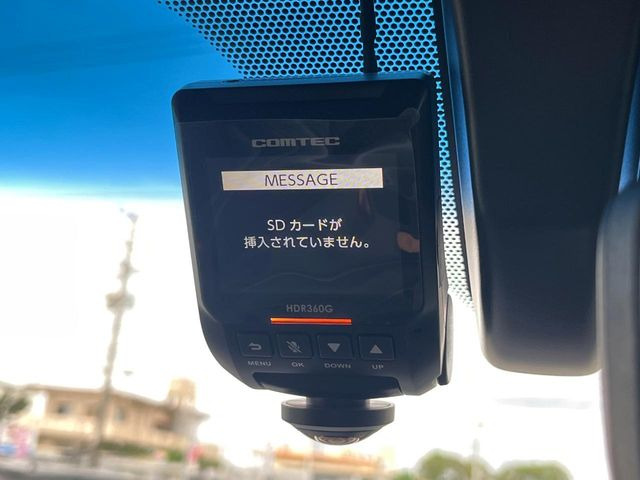 COMTEC
MESSAGE
SD カードが
挿入されていません。
HDR360G
MENU OK DOWN UP